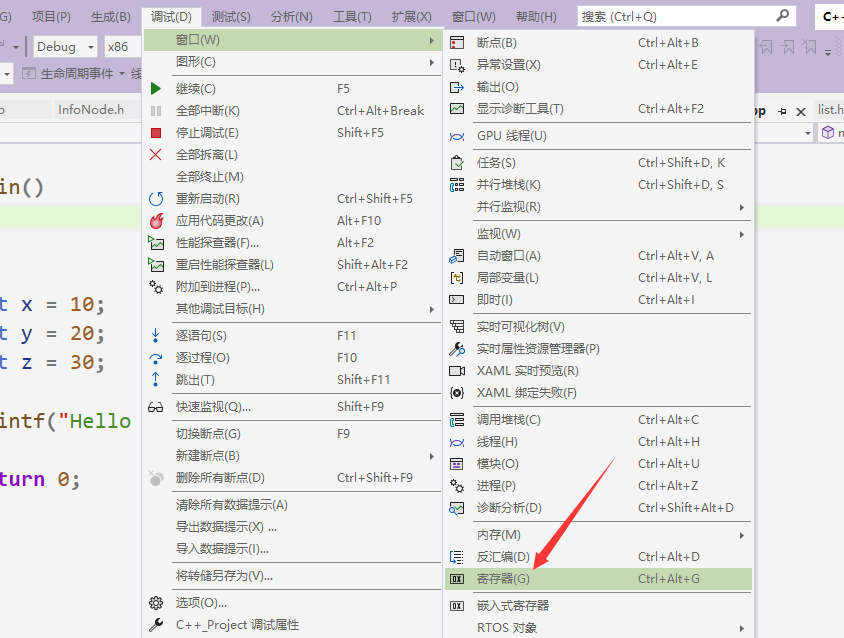 G) 项目(P) 生成(B) 调试(D) 测试(S) 分析(N) 工具(T) 扩展(X) 窗口(W) 帮助(H) 搜索 (Ctrl+Q) C+
Debug x86
生命周期事件 线
InfoNode.h
op
list.h
in()
t x = 10;
t y = 20;
t z = 30;
intf("Hello
turn 0;
窗口(W)
图形(C)
继续(C) F5
全部中断(K) Ctrl+Alt+Break
停止调试(E) Shift+F5
全部拆离(L)
全部终止(M)
重新启动(R) Ctrl+Shift+F5
应用代码更改(A) Alt+F10
性能探查器(F)... Alt+F2
重启性能探查器(L) Shift+Alt+F2
附加到进程(P)... Ctrl+Alt+P
其他调试目标(H)
逐语句(S) F11
逐过程(O) F10
跳出(T) Shift+F11
快速监视(Q)... Shift+F9
切换断点(G) F9
新建断点(B)
删除所有断点(D) Ctrl+Shift+F9
清除所有数据提示(A)
导出数据提示(X) ...
导入数据提示(I)...
将转储另存为(V)...
选项(O)...
C++_Project 调试属性
断点(B) Ctrl+Alt+B
异常设置(X) Ctrl+Alt+E
输出(O)
显示诊断工具(T) Ctrl+Alt+F2
GPU 线程(U)
任务(S) Ctrl+Shift+D, K
并行堆栈(K) Ctrl+Shift+D, S
并行监视(R)
监视(W)
自动窗口(A) Ctrl+Alt+V, A
局部变量(L) Ctrl+Alt+V, L
即时(I) Ctrl+Alt+I
实时可视化树(V)
实时属性资源管理器(P)
XAML 实时预览(R)
XAML 绑定失败(F)
调用堆栈(C) Ctrl+Alt+C
线程(H) Ctrl+Alt+H
模块(O) Ctrl+Alt+U
进程(P) Ctrl+Alt+Z
诊断分析(D) Ctrl+Shift+Alt+D
内存(M)
反汇编(D) Ctrl+Alt+D
寄存器(G) Ctrl+Alt+G
嵌入式寄存器
RTOS 对象